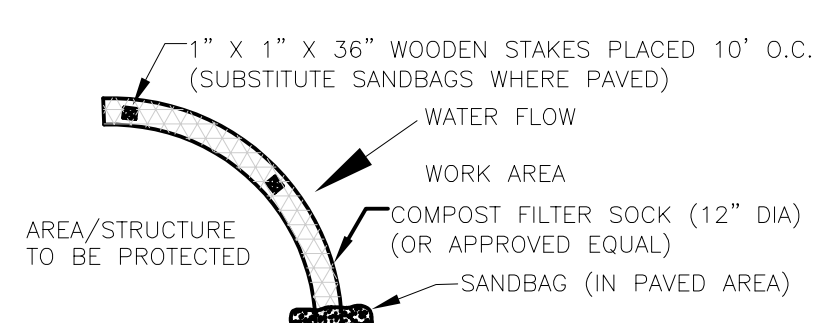 1" X 1" X 36" WOODEN STAKES PLACED 10' O.C.
(SUBSTITUTE SANDBAGS WHERE PAVED)
WATER FLOW
WORK AREA
COMPOST FILTER SOCK (12" DIA)
(OR APPROVED EQUAL)
AREA/STRUCTURE
TO BE PROTECTED
SANDBAG (IN PAVED AREA)